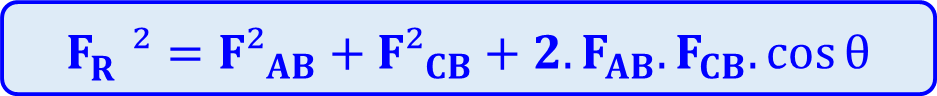 F_R ² = F²_AB + F²_CB + 2. F_AB. F_CB. cos θ